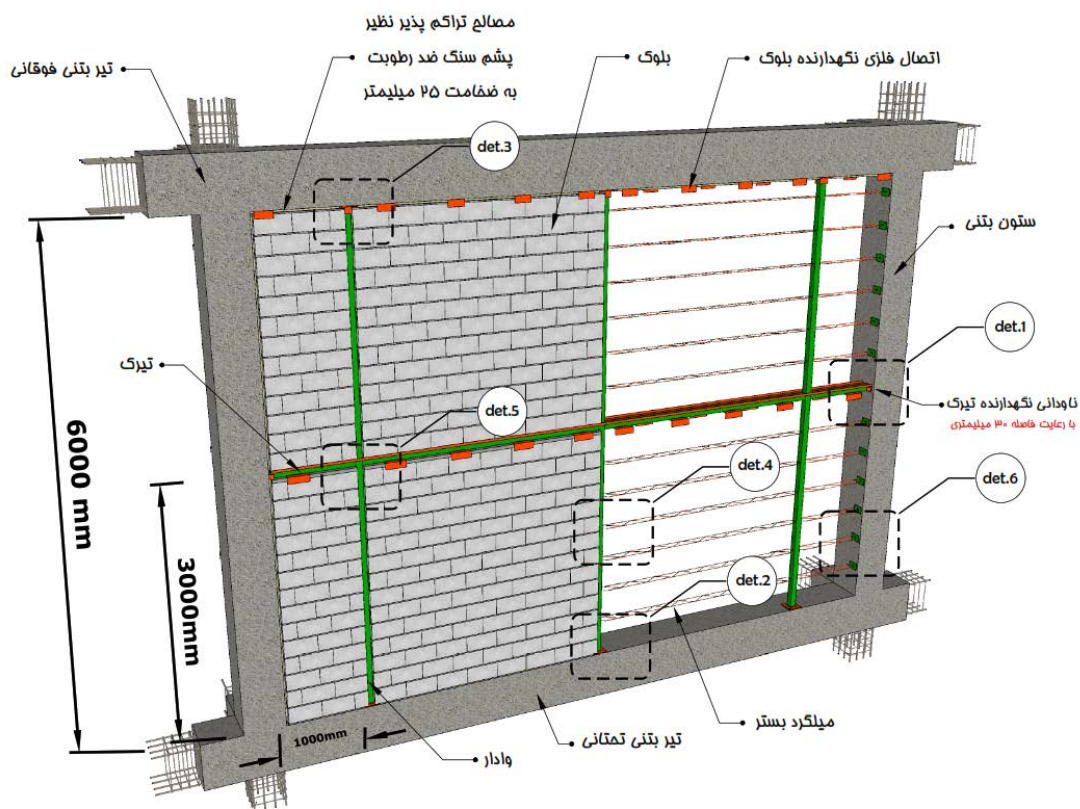 مصالح تراکم پذیر نظیر
پشم سنگ ضد رطوبت
به ضخامت ۲۵ میلیمتر
بلوک
اتصال فلزی نگهدارنده بلوک
تیر بتنی فوقانی
det.3
ستون بتنی
det.1
تیرک
det.5
ناودانی نگهدارنده تیرک
با رعایت فاصله ۳۰ میلیمتری
6000 mm
det.4
det.6
3000mm
det.2
میلگرد بستر
تیر بتنی تحتانی
1000mm
وادار